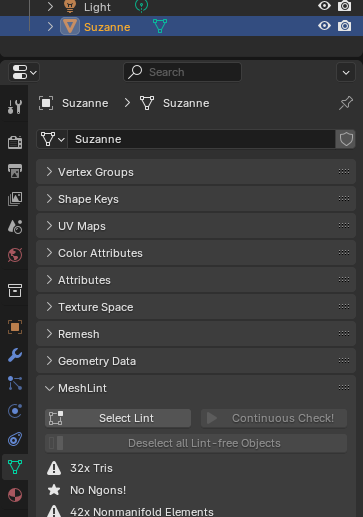 Light
Suzanne
Search
Suzanne Suzanne
Suzanne
Vertex Groups
Shape Keys
UV Maps
Color Attributes
Attributes
Texture Space
Remesh
Geometry Data
MeshLint
Select Lint Continuous Check!
Deselect all Lint-free Objects
32x Tris
No Ngons!
42x Nonmanifold Elements